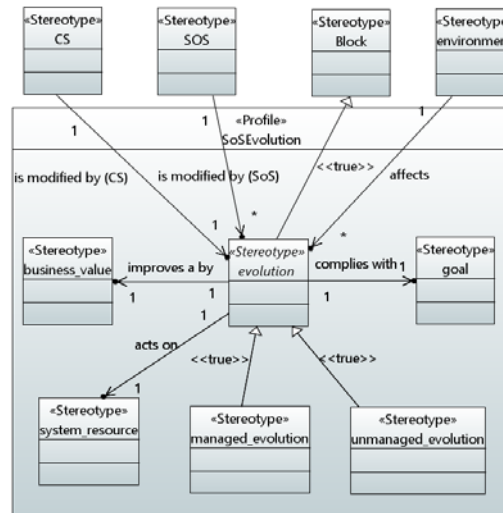 «Stereotype»
CS
«Stereotype»
SOS
«Stereotype»
Block
«Stereotype»
environmen
1
1
1
«Profile»
SoSEvolution
is modified by (CS)
is modified by (SoS)
<<true>>
affects
1
*
*
«Stereotype»
business_value
improves a by
«Stereotype»
evolution
complies with
1
«Stereotype»
goal
1
1
1
1
acts on
<<true>>
<<true>>
1
«Stereotype»
system_resource
«Stereotype»
managed_evolution
«Stereotype»
unmanaged_evolution